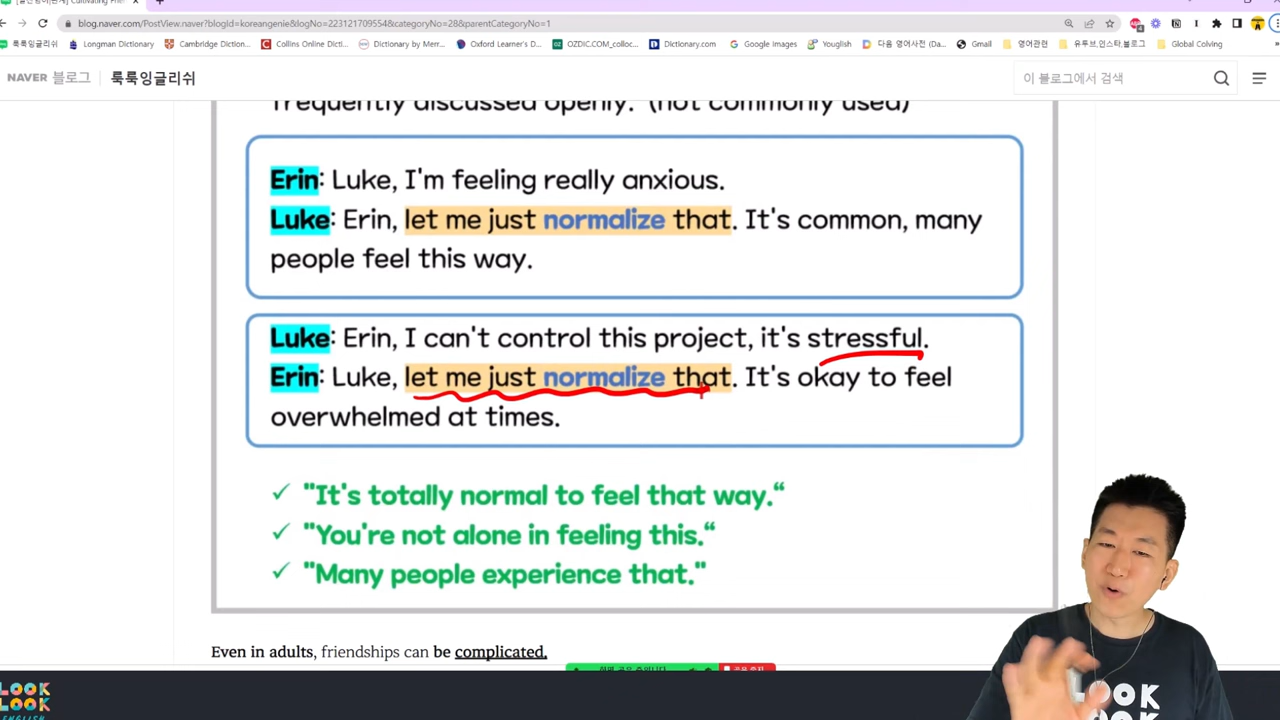 blog.naver.com/PostView.naver?blogId=koreangenie&logNo=223121709554&categoryNo=28&parentCategoryNo=1
룩룩잉글리쉬 Longman Dictionary Cambridge Diction... Collins Online Dicti... Dictionary by Merr... Oxford Learner's D... OZDIC.COM_colloc... Dictionary.com Google Images Youglish 다음 영어사전 (Da... Gmail 영어관련 유투브,인스타,블로그 Global Colving
NAVER 블로그 룩룩잉글리쉬 이 블로그에서 검색
frequently discussed openly. (not commonly used)
Erin: Luke, I'm feeling really anxious.
Luke: Erin, let me just normalize that. It's common, many
people feel this way.
Luke: Erin, I can't control this project, it's stressful.
Erin: Luke, let me just normalize that. It's okay to feel
overwhelmed at times.
✓ "It's totally normal to feel that way.“
✓ "You're not alone in feeling this.“
✓ "Many people experience that."
Even in adults, friendships can be complicated.
LOOK
LOOK
ENGLISH
LOOK